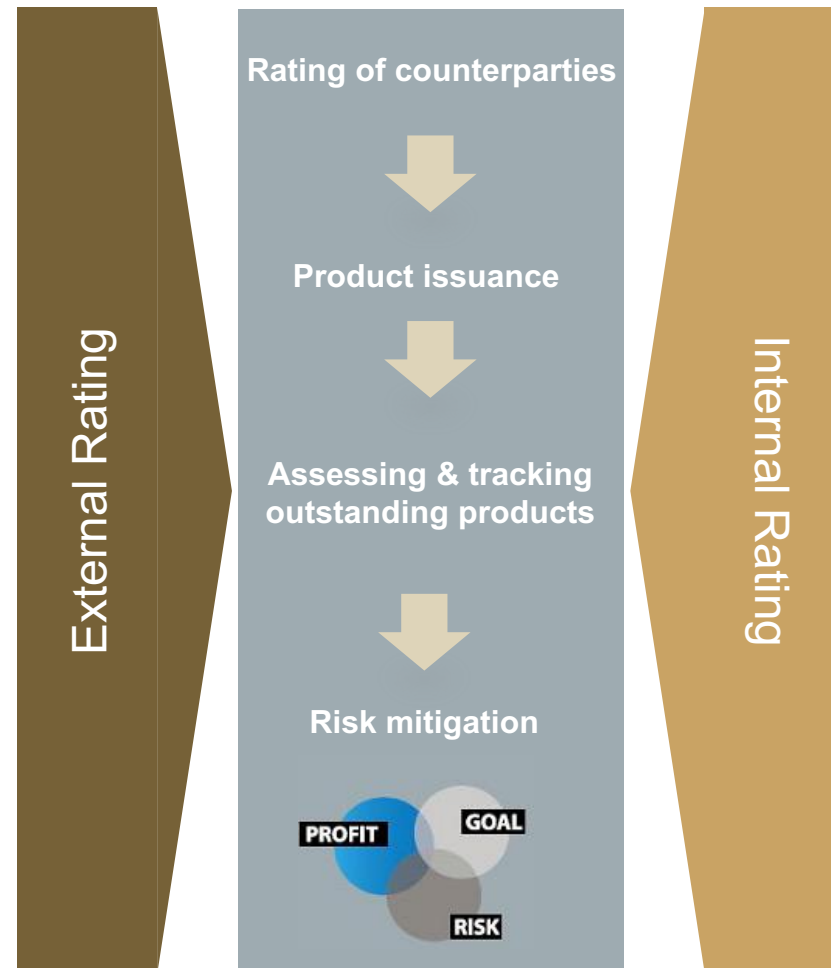 External Rating
Rating of counterparties
Product issuance
Assessing & tracking
outstanding products
Risk mitigation
PROFIT
GOAL
RISK
Internal Rating